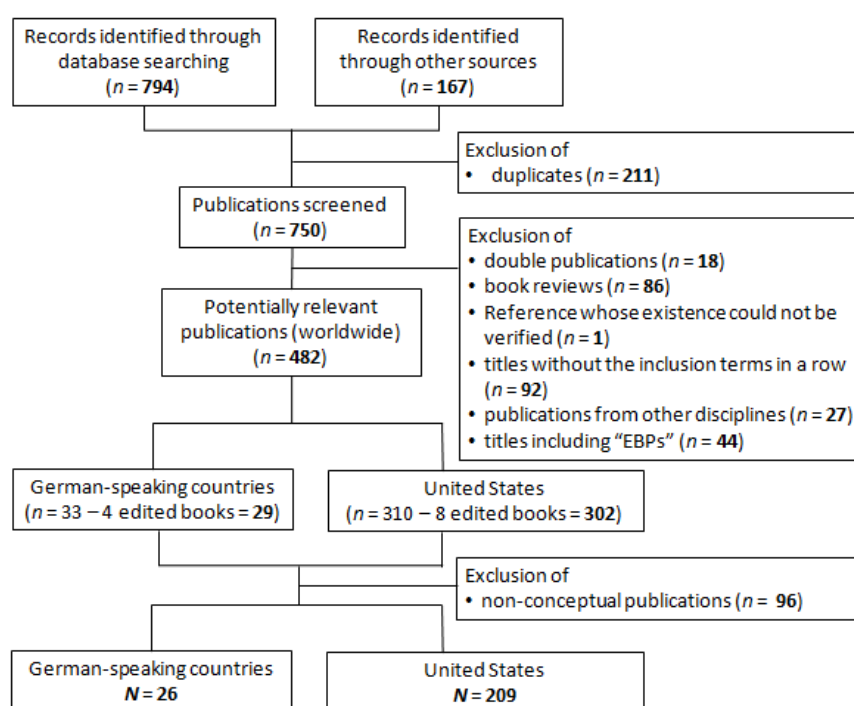 Records identified through
database searching
(n = 794)
Records identified
through other sources
(n = 167)
Exclusion of
• duplicates (n = 211)
Publications screened
(n = 750)
Exclusion of
• double publications (n = 18)
• book reviews (n = 86)
• Reference whose existence could not be
verified (n = 1)
• titles without the inclusion terms in a row
(n = 92)
• publications from other disciplines (n = 27)
• titles including “EBPs” (n = 44)
Potentially relevant
publications (worldwide)
(n = 482)
German-speaking countries
(n = 33 – 4 edited books = 29)
United States
(n = 310 – 8 edited books = 302)
Exclusion of
• non-conceptual publications (n = 96)
German-speaking countries
N = 26
United States
N = 209